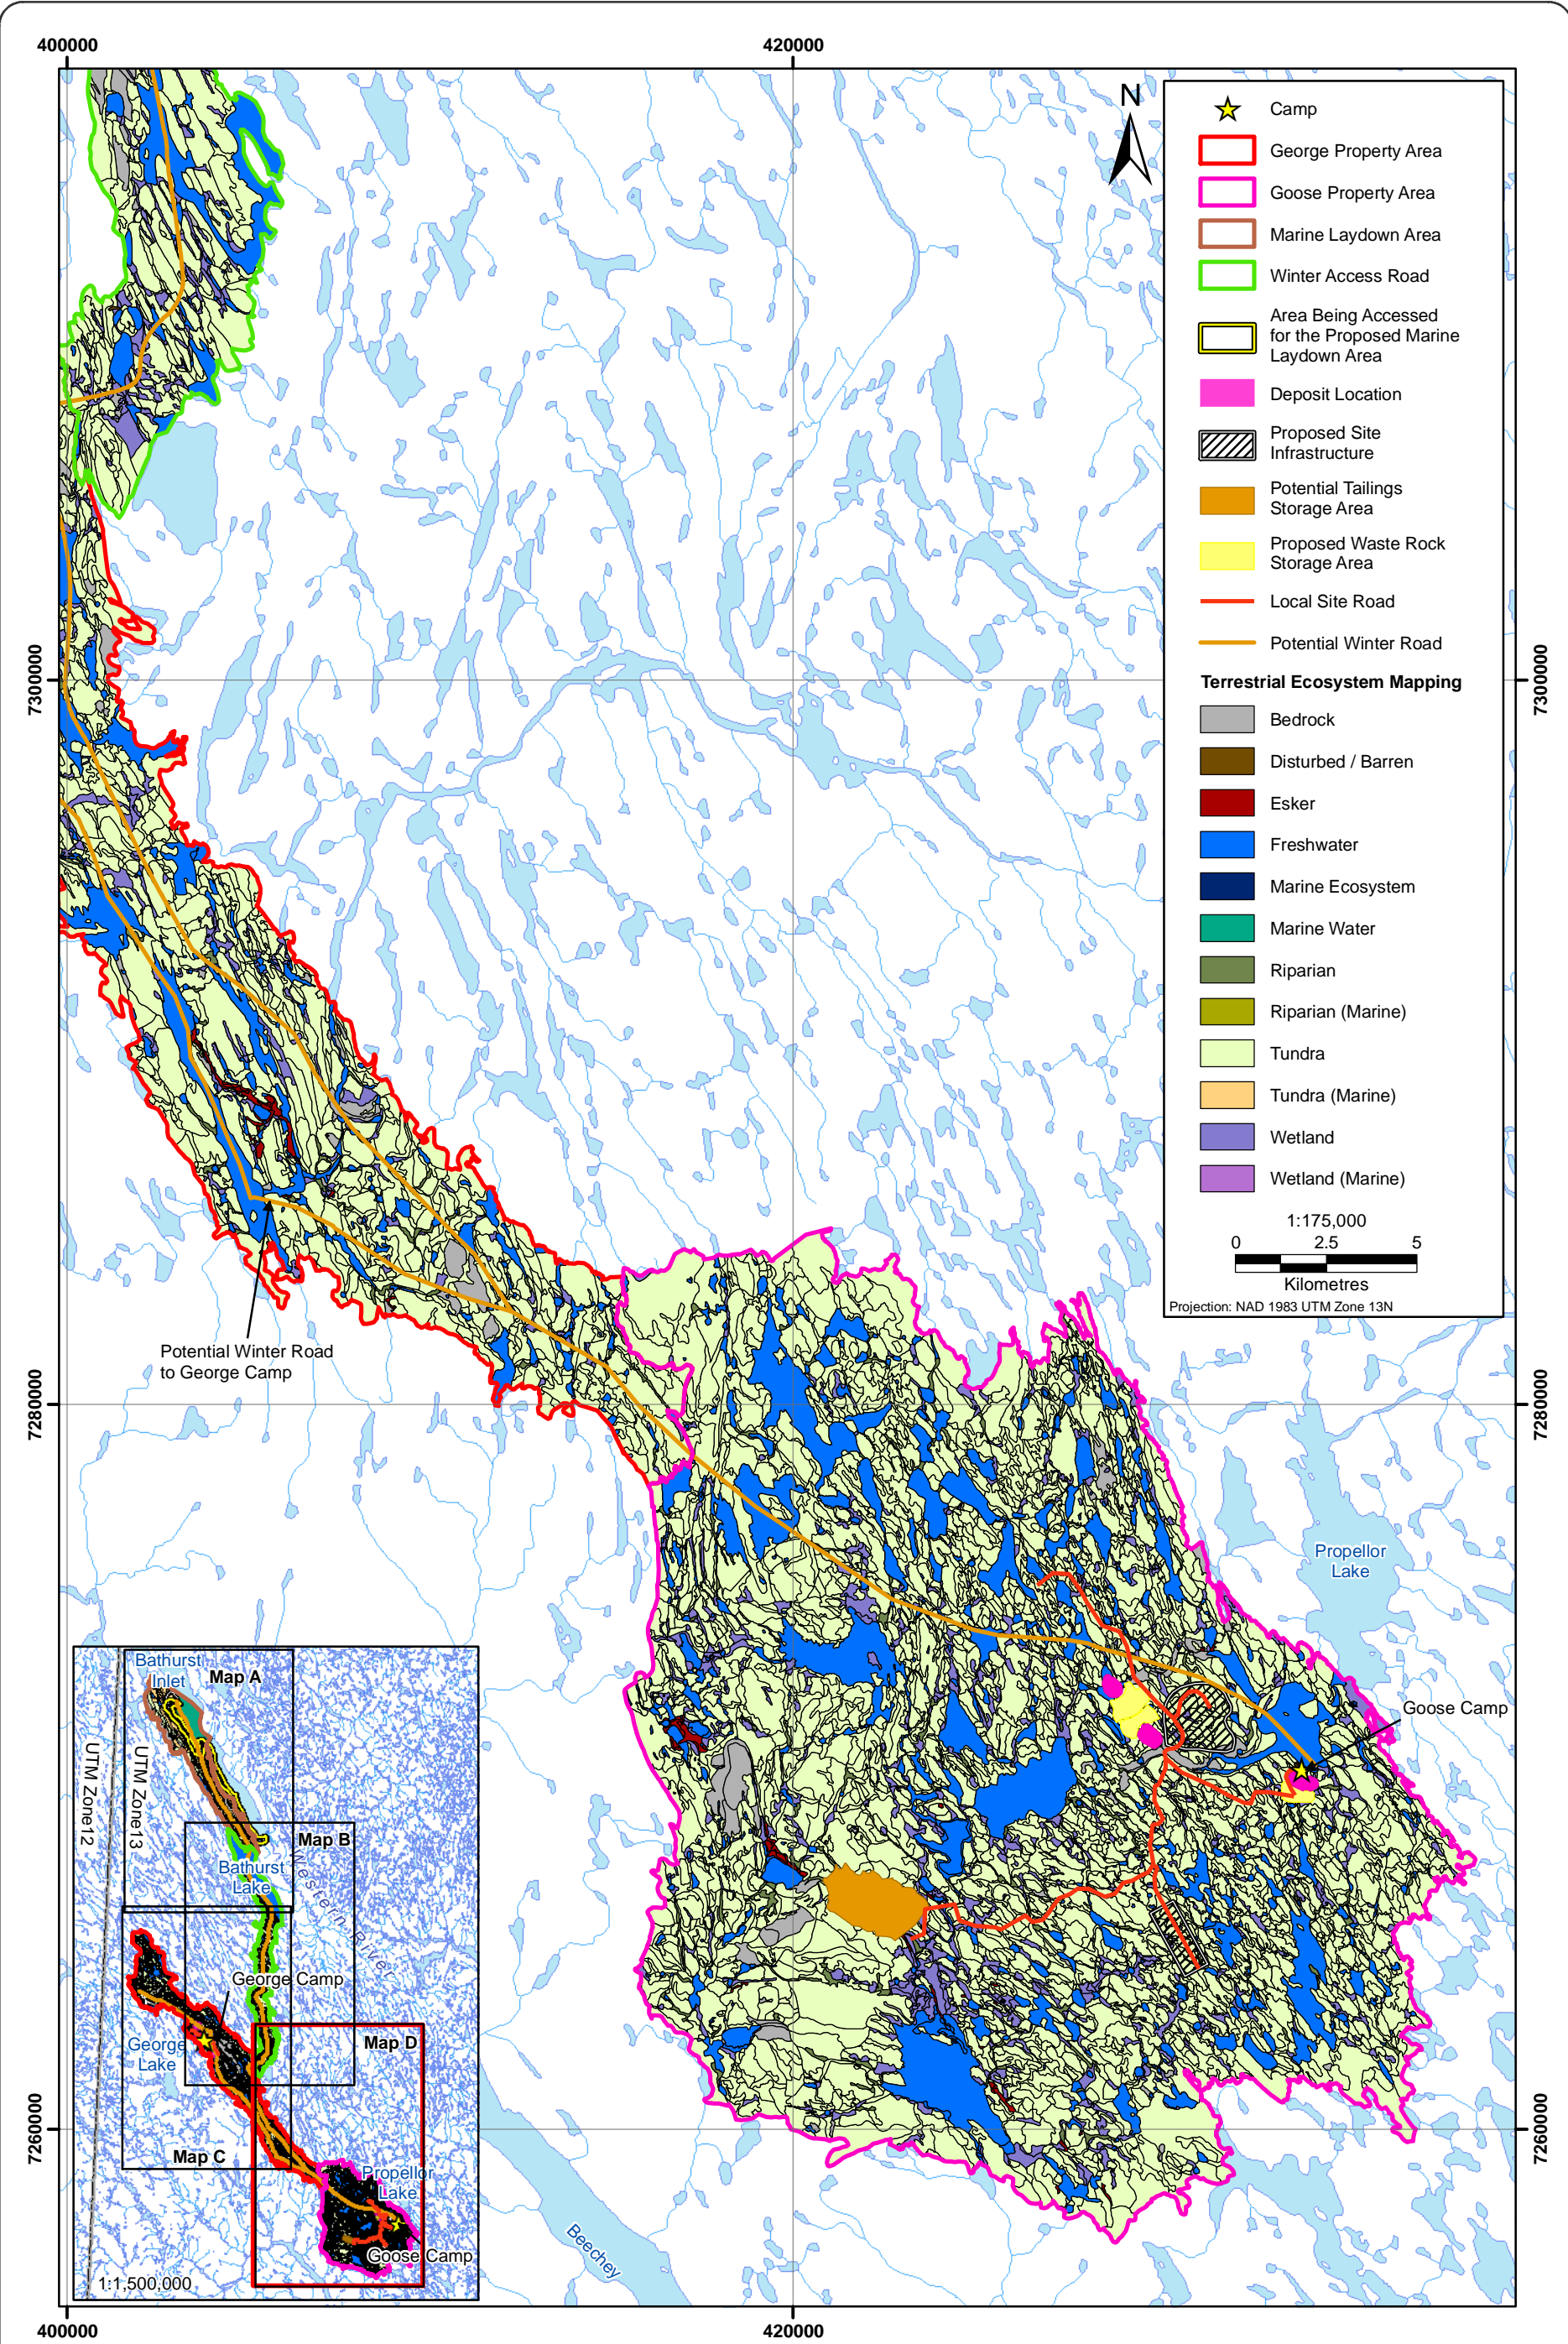 400000
420000
N
Camp
George Property Area
Goose Property Area
Marine Laydown Area
Winter Access Road
Area Being Accessed
for the Proposed Marine
Laydown Area
Deposit Location
Proposed Site
Infrastructure
Potential Tailings
Storage Area
Proposed Waste Rock
Storage Area
Local Site Road
Potential Winter Road
Terrestrial Ecosystem Mapping
Bedrock
Disturbed / Barren
Esker
Freshwater
Marine Ecosystem
Marine Water
Riparian
Riparian (Marine)
Tundra
Tundra (Marine)
Wetland
Wetland (Marine)
1:175,000
0 2.5 5
Kilometres
Projection: NAD 1983 UTM Zone 13N
7300000
7300000
Potential Winter Road
to George Camp
7280000
7280000
Propellor
Lake
Goose Camp
Bathurst
Inlet
Map A
UTM Zone12
UTM Zone13
Map B
Bathurst
Lake
Western River
George Camp
George
Lake
Map D
Map C
Propellor
Lake
Goose Camp
1:1,500,000
7260000
7260000
Beechey
400000
420000